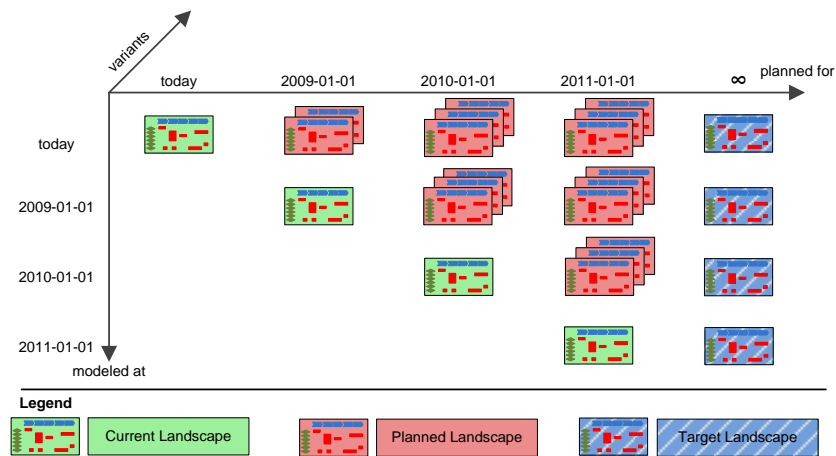 variants
today
2009-01-01
2010-01-01
2011-01-01
∞
planned for
today
2009-01-01
2010-01-01
2011-01-01
modeled at
Legend
Current Landscape
Planned Landscape
Target Landscape